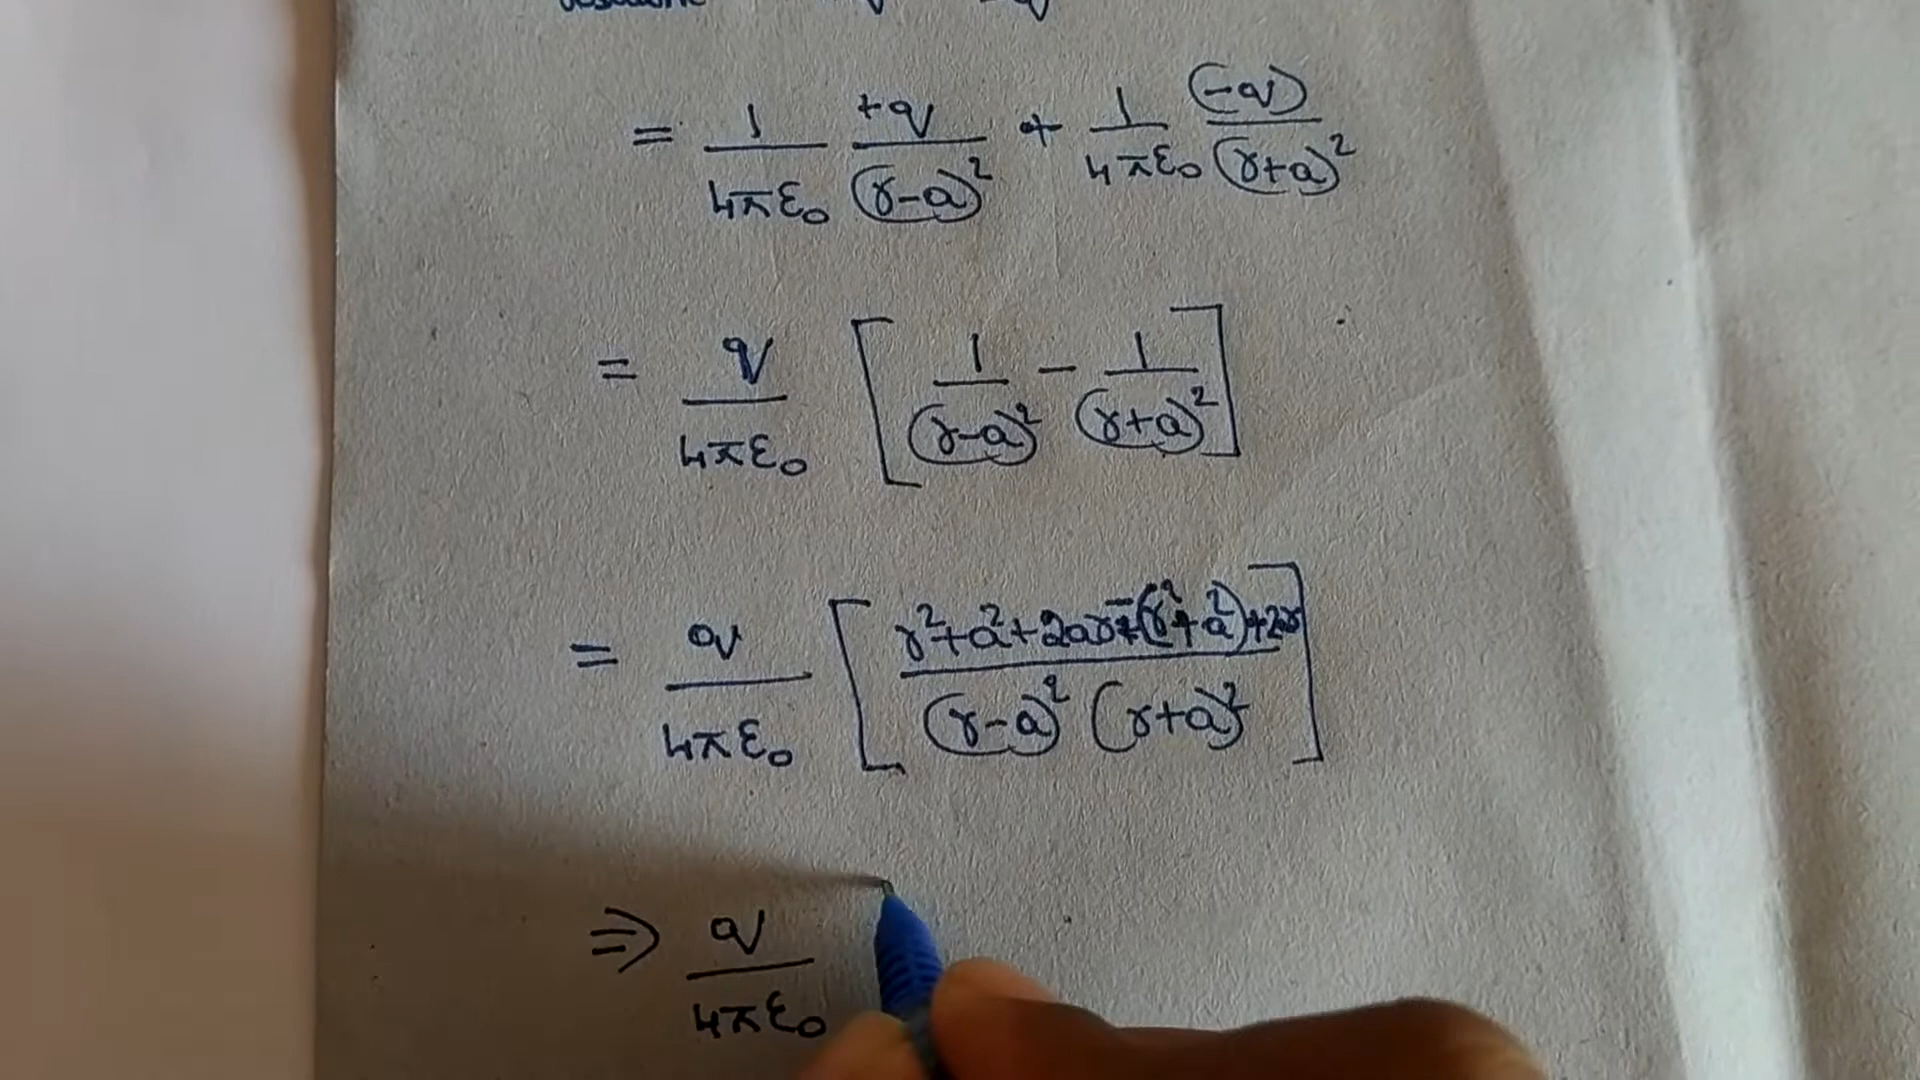 = 1/4πε₀ +q/(r-a)² + 1/4πε₀ (-q)/(r+a)²
= q/4πε₀ [1/(r-a)² - 1/(r+a)²]
= q/4πε₀ [r²+a²+2ar-(r²+a²)+2ar/(r-a)² (r+a)²]
⇒ q/4πε₀